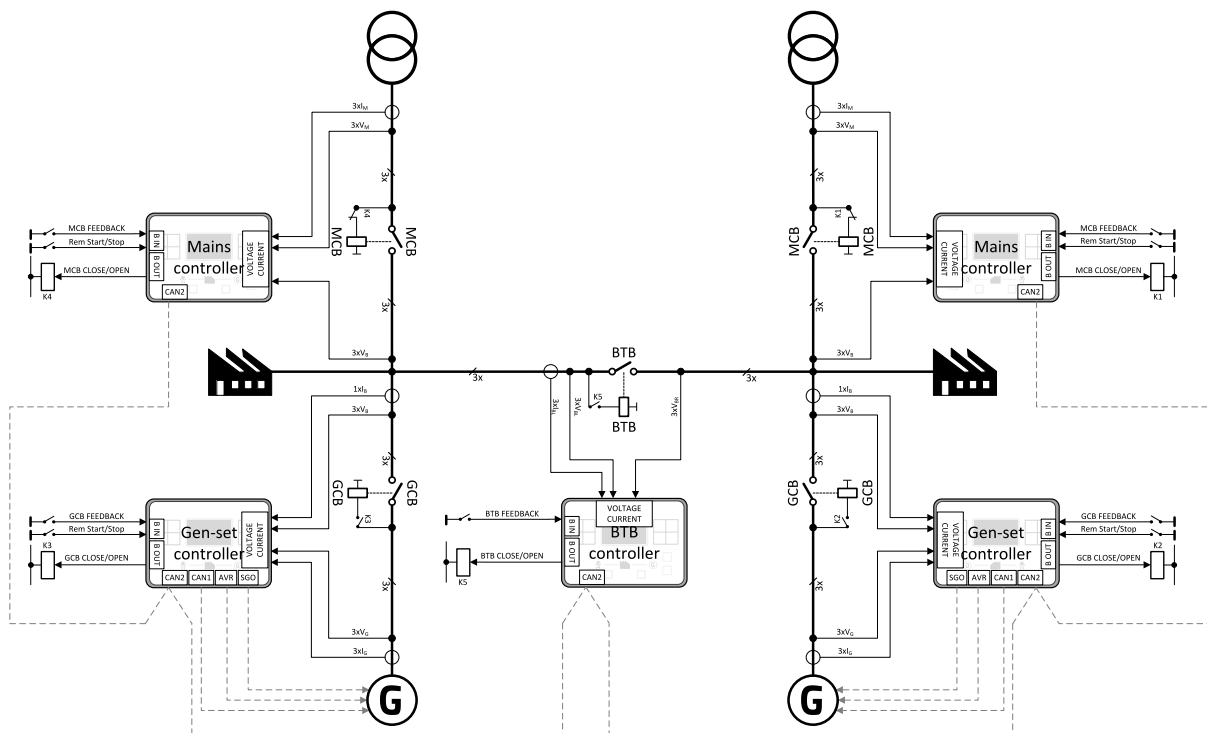 3xIM
3xVM
3x
K4
MCB
MCB
MCB FEEDBACK
Rem Start/Stop
MCB CLOSE/OPEN
K4
B IN
B OUT
Mains
controller
VOLTAGE
CURRENT
CAN2
3x
3xVB
3xIM
3xVM
3x
K1
MCB
MCB
VOLTAGE
CURRENT
Mains
controller
B IN
B OUT
CAN2
MCB FEEDBACK
Rem Start/Stop
MCB CLOSE/OPEN
K1
3x
3xVB
3x
BTB
3x
K5
BTB
3xIBL
3xVBL
3xVBR
1xIB
3xVB
3x
GCB
GCB
K3
GCB FEEDBACK
Rem Start/Stop
K3
GCB CLOSE/OPEN
B IN
B OUT
Gen-set
controller
VOLTAGE
CURRENT
CAN2
CAN1
AVR
SGO
3x
3xVG
3xIG
G
BTB FEEDBACK
BTB CLOSE/OPEN
K5
B IN
B OUT
VOLTAGE
CURRENT
BTB
controller
CAN2
1xIB
3xVB
3x
GCB
GCB
K2
VOLTAGE
CURRENT
Gen-set
controller
B IN
B OUT
SGO
AVR
CAN1
CAN2
GCB FEEDBACK
Rem Start/Stop
K2
GCB CLOSE/OPEN
3x
3xVG
3xIG
G